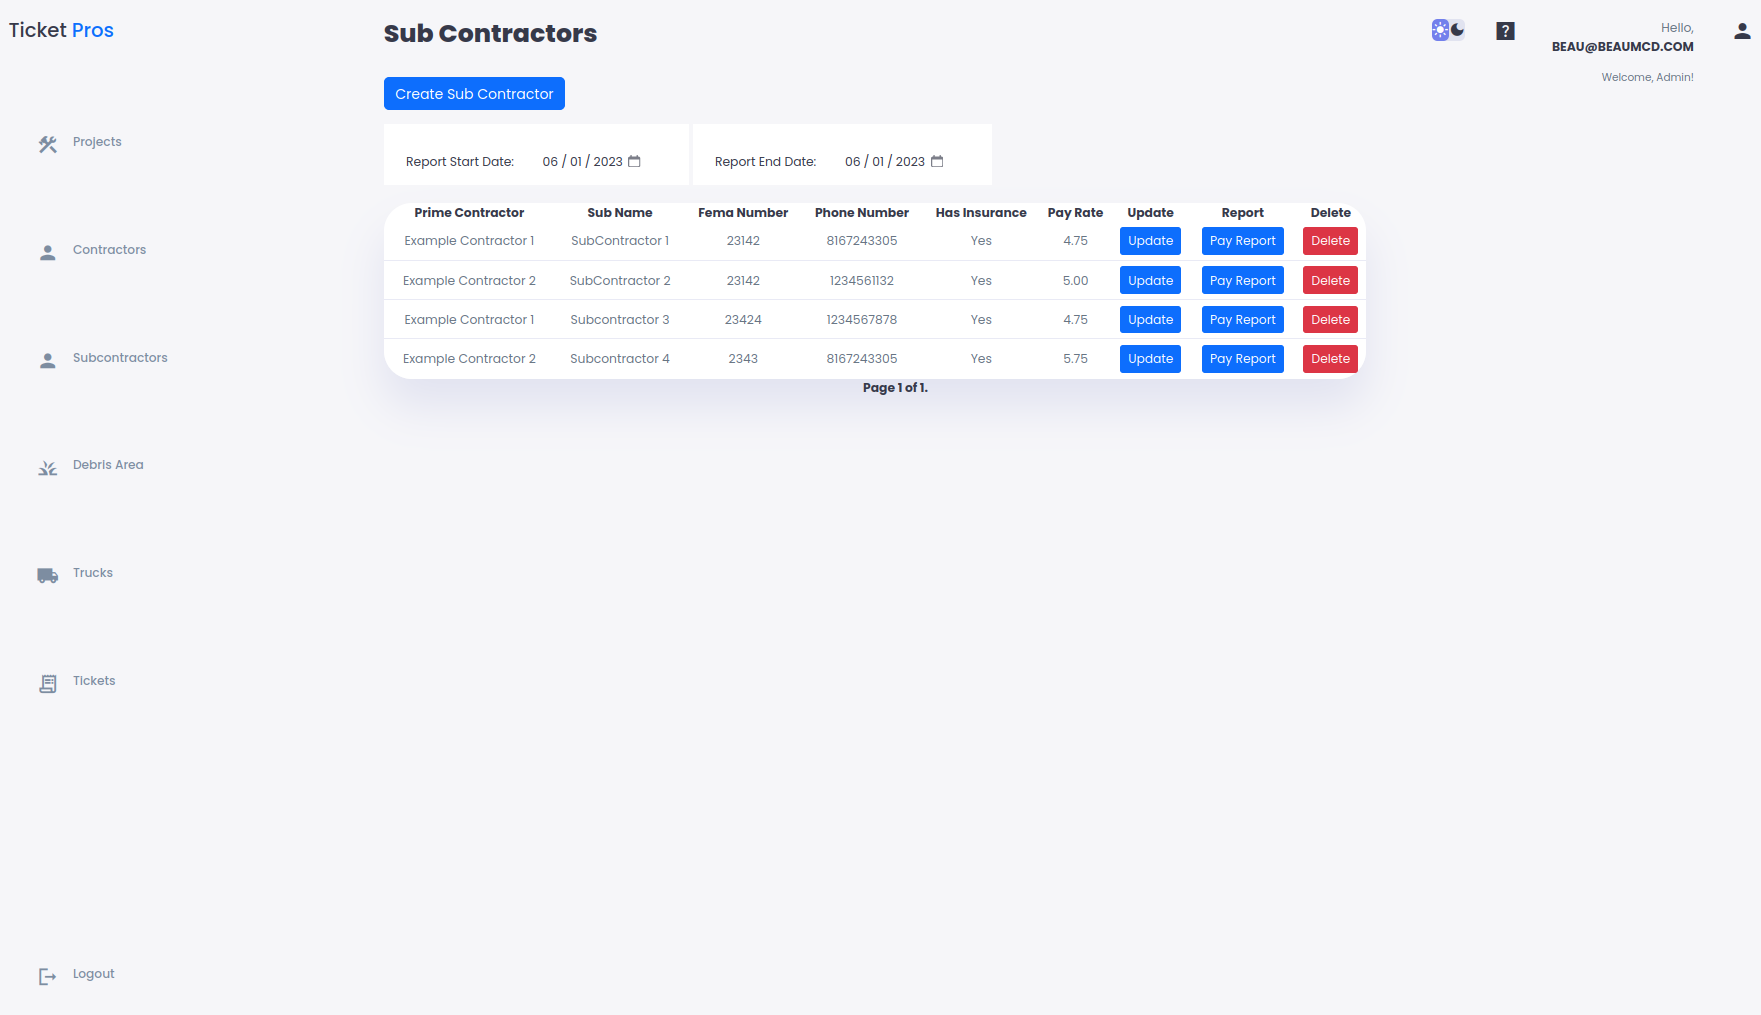 Ticket Pros
Sub Contractors
Hello,
BEAU@BEAUMCD.COM
Welcome, Admin!
Create Sub Contractor
Projects
Contractors
Subcontractors
Debris Area
Trucks
Tickets
Logout
Report Start Date: 06 / 01 / 2023
Report End Date: 06 / 01 / 2023
Prime Contractor Sub Name Fema Number Phone Number Has Insurance Pay Rate Update Report Delete
Example Contractor 1 SubContractor 1 23142 8167243305 Yes 4.75 Update Pay Report Delete
Example Contractor 2 SubContractor 2 23142 1234561132 Yes 5.00 Update Pay Report Delete
Example Contractor 1 Subcontractor 3 23424 1234567878 Yes 4.75 Update Pay Report Delete
Example Contractor 2 Subcontractor 4 2343 8167243305 Yes 5.75 Update Pay Report Delete
Page 1 of 1.